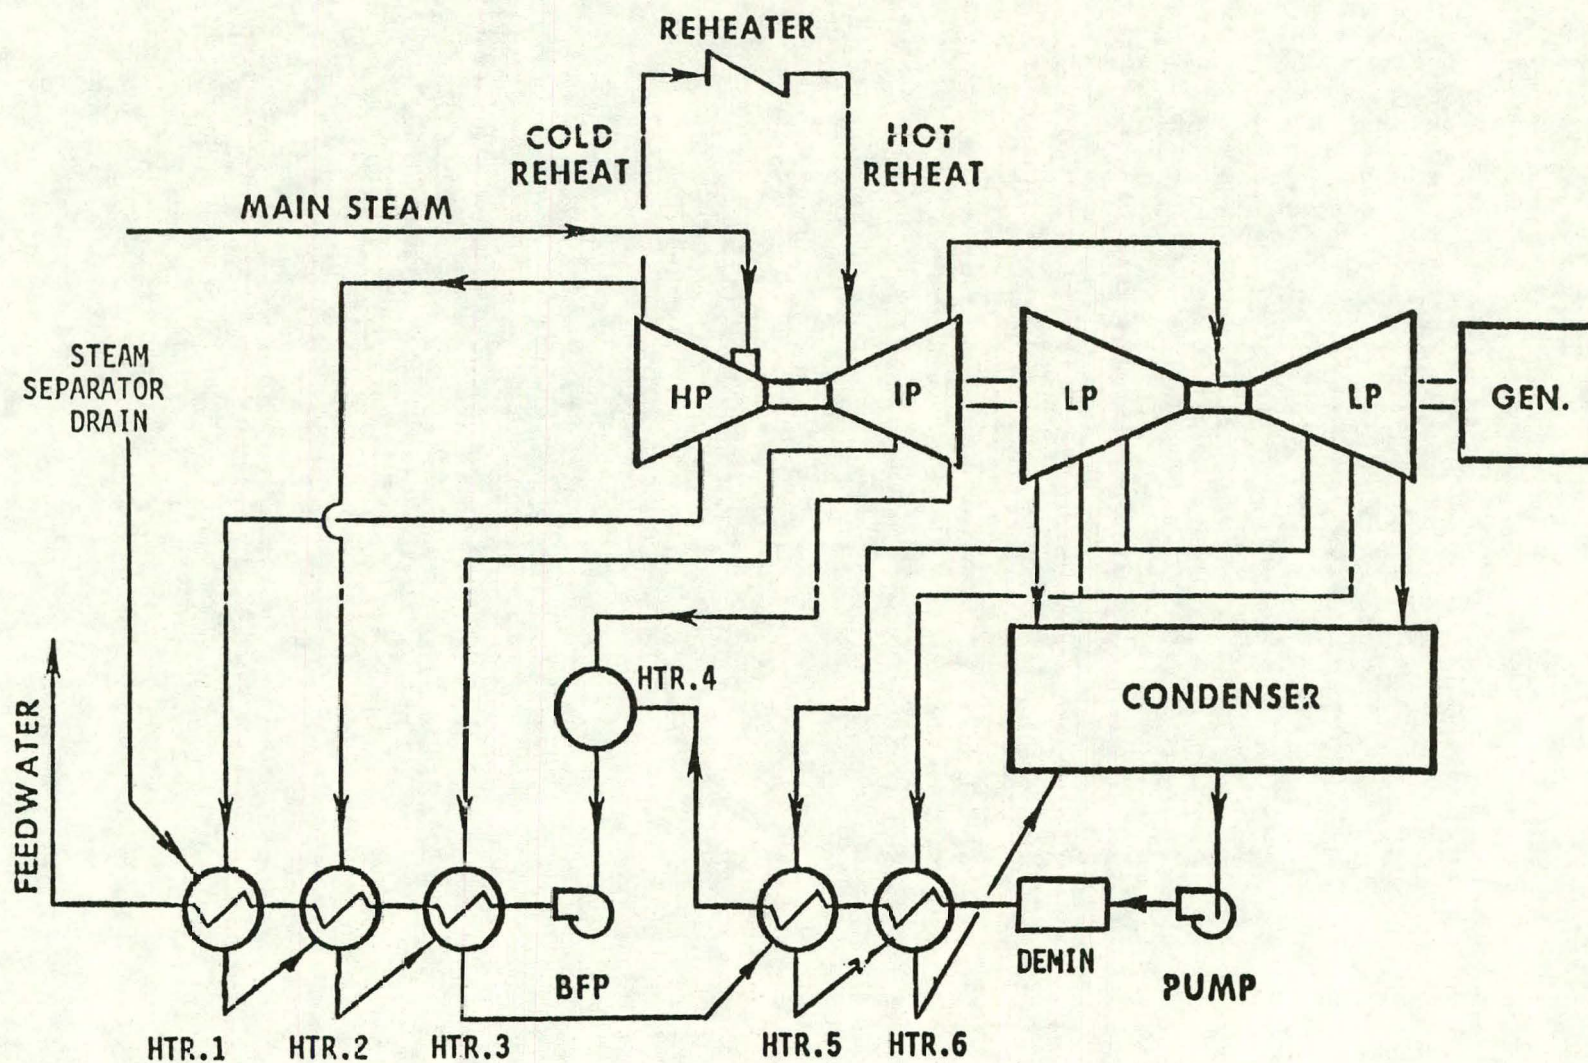 REHEATER
COLD
REHEAT
HOT
REHEAT
MAIN STEAM
STEAM
SEPARATOR
DRAIN
HP
IP
LP
LP
GEN.
HTR.4
CONDENSER
FEEDWATER
BFP
DEMIN
PUMP
HTR.1
HTR.2
HTR.3
HTR.5
HTR.6